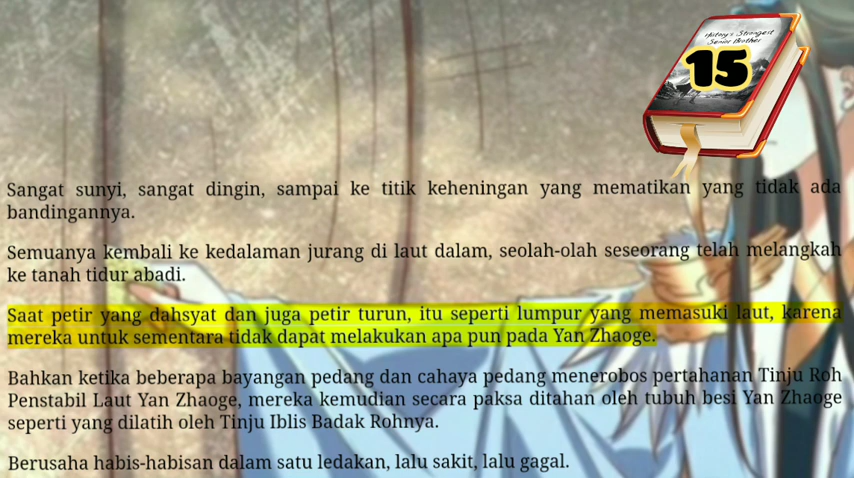 History's Strongest
Senior Brother
15
Sangat sunyi, sangat dingin, sampai ke titik keheningan yang mematikan yang tidak ada
bandingannya.
Semuanya kembali ke kedalaman jurang di laut dalam, seolah-olah seseorang telah melangkah
ke tanah tidur abadi.
Saat petir yang dahsyat dan juga petir turun, itu seperti lumpur yang memasuki laut, karena
mereka untuk sementara tidak dapat melakukan apa pun pada Yan Zhaoge.
Bahkan ketika beberapa bayangan pedang dan cahaya pedang menerobos pertahanan Tinju Roh
Penstabil Laut Yan Zhaoge, mereka kemudian secara paksa ditahan oleh tubuh besi Yan Zhaoge
seperti yang dilatih oleh Tinju Iblis Badak Rohnya.
Berusaha habis-habisan dalam satu ledakan, lalu sakit, lalu gagal.